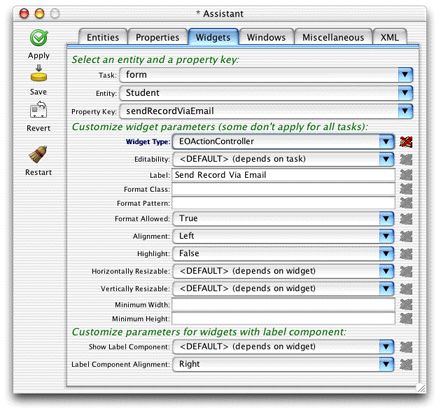 * Assistant
Entities Properties Widgets Windows Miscellaneous XML
Apply
Save
Revert
Restart
Select an entity and a property key:
Task: form
Entity: Student
Property Key: sendRecordViaEmail
Customize widget parameters (some don't apply for all tasks):
Widget Type: EOActionController
Editability: <DEFAULT> (depends on task)
Label: Send Record Via Email
Format Class:
Format Pattern:
Format Allowed: True
Alignment: Left
Highlight: False
Horizontally Resizable: <DEFAULT> (depends on widget)
Vertically Resizable: <DEFAULT> (depends on widget)
Minimum Width:
Minimum Height:
Customize parameters for widgets with label component:
Show Label Component: <DEFAULT> (depends on widget)
Label Component Alignment: Right